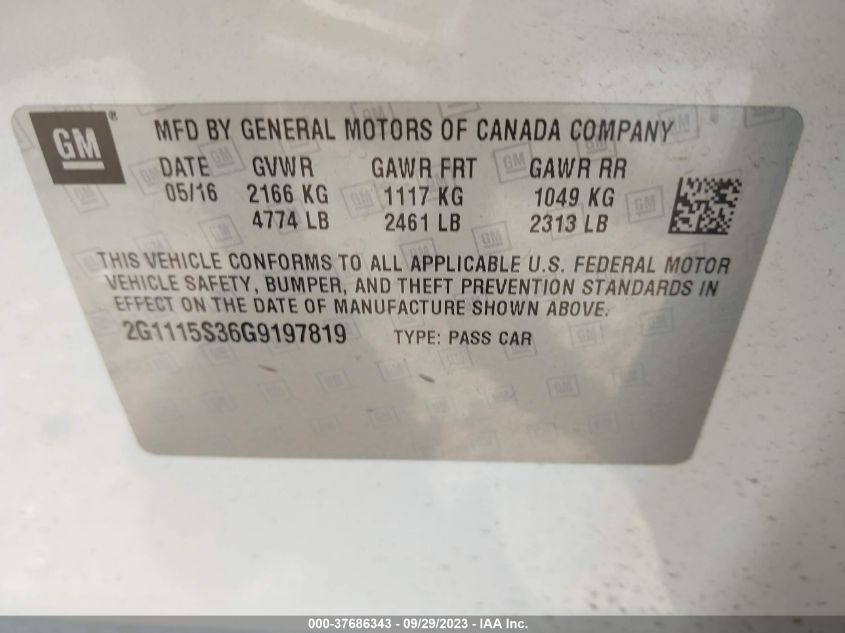 GM®
MFD BY GENERAL MOTORS OF CANADA COMPANY
DATE GVWR GAWR FRT GAWR RR
05/16 2166 KG 1117 KG 1049 KG
4774 LB 2461 LB 2313 LB
THIS VEHICLE CONFORMS TO ALL APPLICABLE U.S. FEDERAL MOTOR
VEHICLE SAFETY, BUMPER, AND THEFT PREVENTION STANDARDS IN
EFFECT ON THE DATE OF MANUFACTURE SHOWN ABOVE.
2G1115S36G9197819 TYPE: PASS CAR
000-37686343 - 09/29/2023 - IAA Inc.